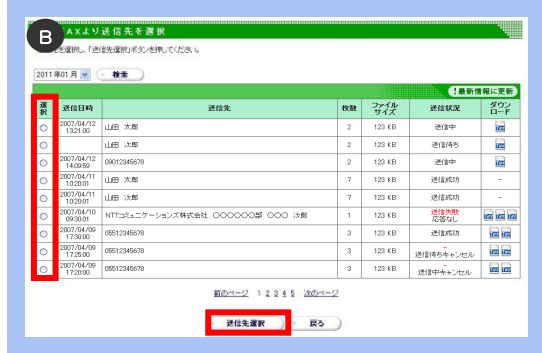 B
AXより送信先を選択
を選択し、「送信先選択」ボタンを押してください。
2011年01月 検索
!最新情報に更新
選択 送信日時 送信先 枚数 ファイルサイズ 送信状況 ダウンロード
2007/04/12 13:21:00 山田 太郎 2 123 KB 送信中
山田 次郎 2 123 KB 送信待ち
2007/04/12 14:09:59 09012345678 2 123 KB 送信中
2007/04/11 10:20:01 山田 太郎 7 123 KB 送信成功 -
2007/04/11 10:20:01 山田 次郎 7 123 KB 送信成功 -
2007/04/10 09:30:01 NTTコミュニケーションズ株式会社 〇〇〇〇〇〇部 〇〇〇 次郎 1 123 KB 送信失敗 応答なし
2007/04/09 17:30:00 05512345678 3 123 KB 送信成功
2007/04/09 17:25:00 05512345678 3 123 KB - 送信待ちキャンセル
2007/04/09 17:20:00 05512345678 3 123 KB - 送信中キャンセル
前のページ 1 2 3 4 5 次のページ
送信先選択 戻る